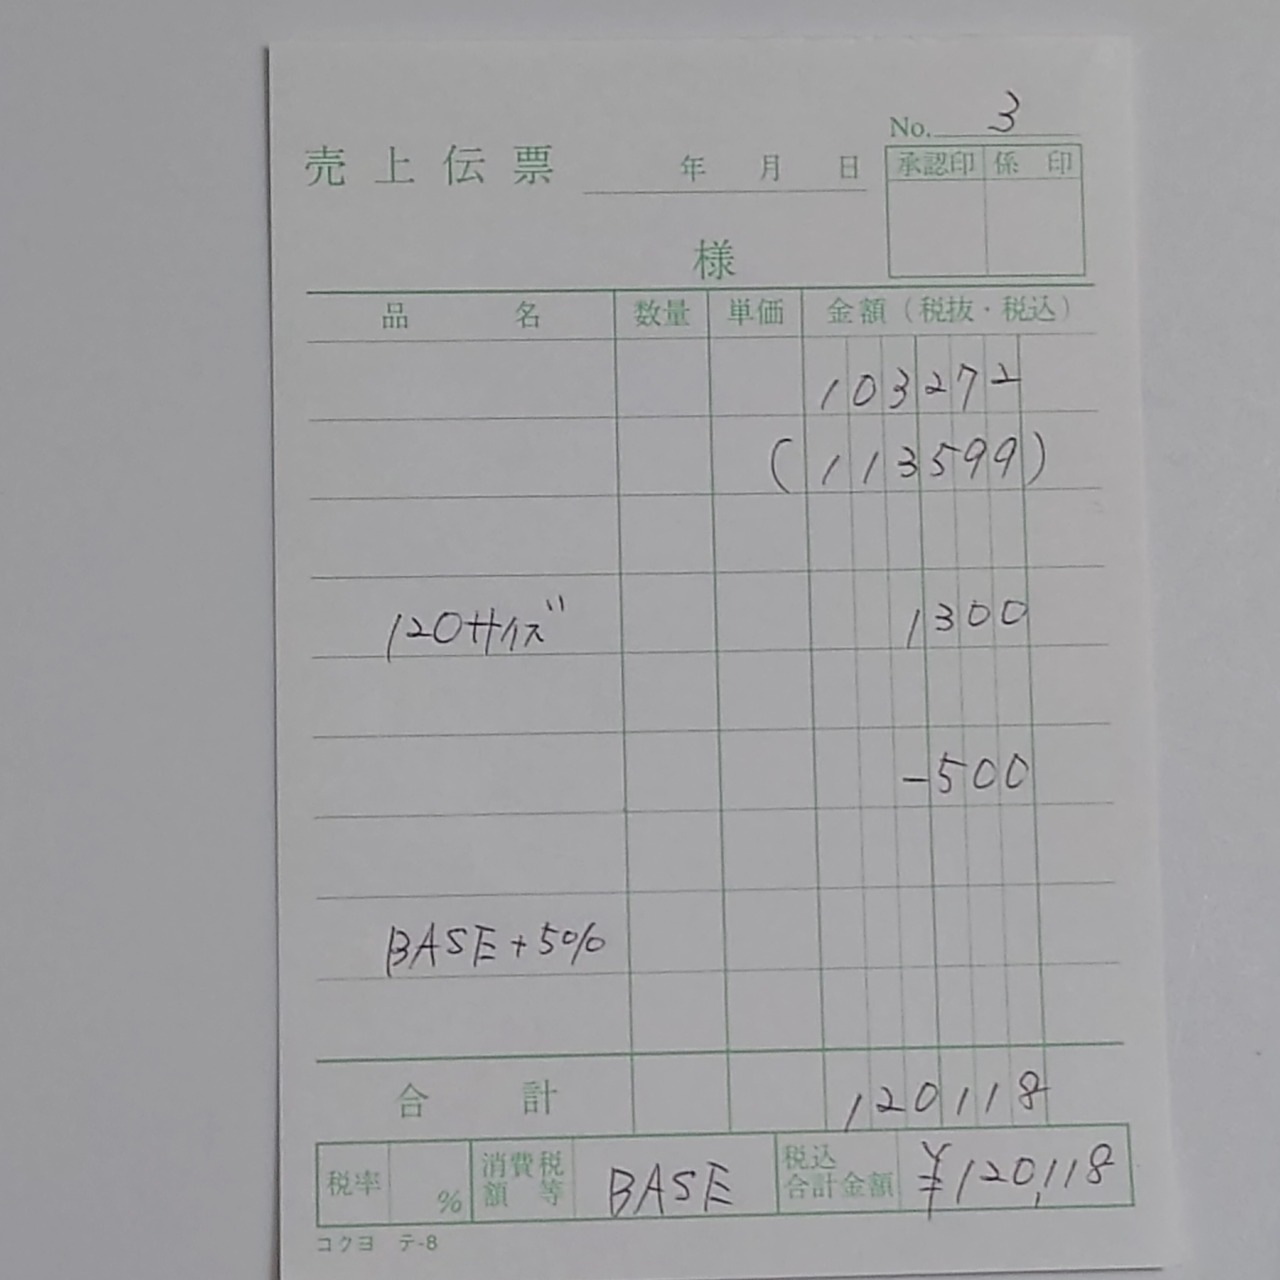 No. 3
売上伝票 年 月 日
承認印 係印
様
品名 数量 単価 金額(税抜・税込)
103272
(113599)
120サイズ 1300
-500
BASE+5%
合計 120118
税率 % 消費税額等 BASE 税込合計金額 ¥120,118
コクヨ テ-8